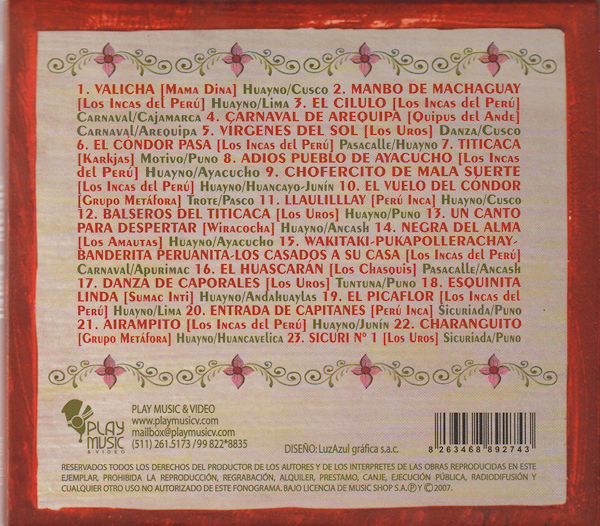 1. VALICHA [MAMA DINA] HUAYNO/CUSCO 2. MANBO DE MACHAGUAY
[LOS INCAS DEL PERÚ] HUAYNO/LIMA 3. EL CILULO [LOS INCAS DEL PERÚ]
CARNAVAL/CAJAMARCA 4. CARNAVAL DE AREQUIPA [QUIPUS DEL ANDE]
CARNAVAL/AREQUIPA 5. VÍRGENES DEL SOL [LOS UROS] DANZA/CUSCO
6. EL CÓNDOR PASA [LOS INCAS DEL PERÚ] PASACALLE/HUAYNO 7. TITICACA
[KARKJAS] MOTIVO/PUNO 8. ADIOS PUEBLO DE AYACUCHO [LOS INCAS
DEL PERÚ] HUAYNO/AYACUCHO 9. CHOFERCITO DE MALA SUERTE
[LOS INCAS DEL PERÚ] HUAYNO/HUANCAYO-JUNÍN 10. EL VUELO DEL CÓNDOR
[GRUPO METÁFORA] TROTE/PASCO 11. LLAULILLLAY [PERÚ INCA] HUAYNO/CUSCO
12. BALSEROS DEL TITICACA [LOS UROS] HUAYNO/PUNO 13. UN CANTO
PARA DESPERTAR [WIRACOCHA] HUAYNO/ANCASH 14. NEGRA DEL ALMA
[LOS AMAUTAS] HUAYNO/AYACUCHO 15. WAKITAKI-PUKAPOLLERACHAY-
BANDERITA PERUANITA-LOS CASADOS A SU CASA [LOS INCAS DEL PERÚ]
CARNAVAL/APURÍMAC 16. EL HUASCARÁN [LOS CHASQUIS] PASACALLE/ANCASH
17. DANZA DE CAPORALES [LOS UROS] TUNTUNA/PUNO 18. ESQUINITA
LINDA [SUMAC INTI] HUAYNO/ANDAHUAYLAS 19. EL PICAFLOR [LOS INCAS DEL PERÚ]
HUAYNO/LIMA 20. ENTRADA DE CAPITANES [PERÚ INCA] SICURIADA/PUNO
21. AIRAMPITO [LOS INCAS DEL PERÚ] HUAYNO/JUNÍN 22. CHARANGUITO
[GRUPO METÁFORA] HUAYNO/HUANCAVELICA 23. SICURI Nº 1 [LOS UROS] SICURIADA/PUNO
PLAY
MUSIC
& VIDEO
PLAY MUSIC & VIDEO
www.playmusicv.com
mailbox@playmusicv.com
(511) 261.5173 /99 822*8835
DISEÑO: LuzAzul gráfica s.a.c.
8 263468 892743
RESERVADOS TODOS LOS DERECHOS DEL PRODUCTOR DE LOS AUTORES Y DE LOS INTERPRETES DE LAS OBRAS REPRODUCIDAS EN ESTE
EJEMPLAR, PROHIBIDA LA REPRODUCCIÓN, REGRABACIÓN, ALQUILER, PRESTAMO, CANJE, EJECUCIÓN PÚBLICA, RADIODIFUSIÓN Y
CUALQUIER OTRO USO NO AUTORIZADO DE ESTE FONOGRAMA. BAJO LICENCIA DE MUSIC SHOP S.A. Ⓟ Y © 2007.